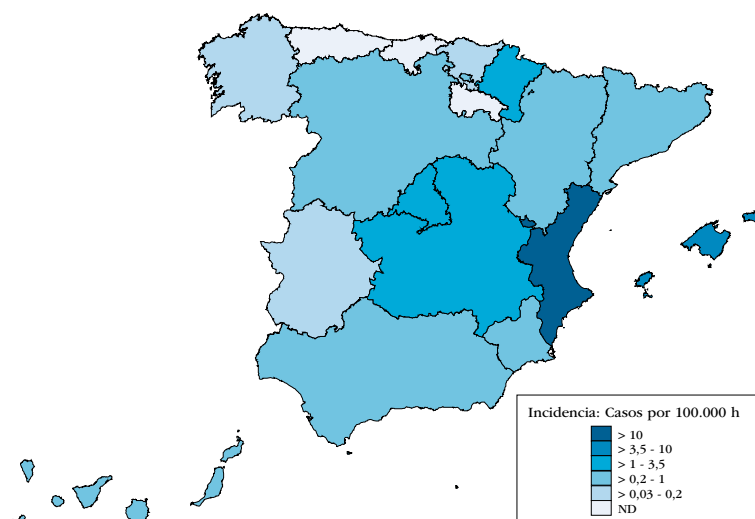 Incidencia: Casos por 100.000 h
> 10
> 3,5 - 10
> 1 - 3,5
> 0,2 - 1
> 0,03 - 0,2
ND